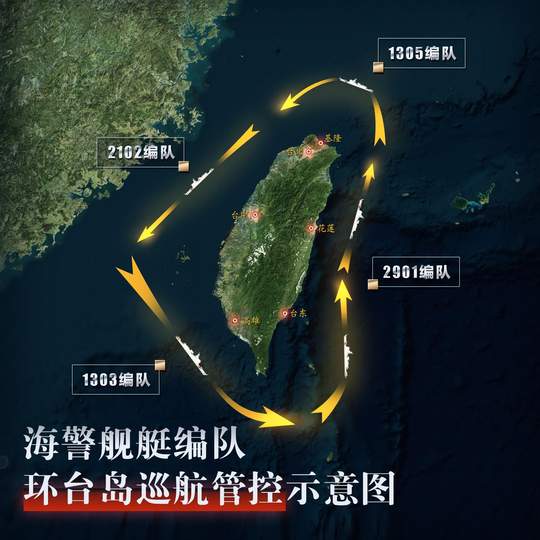 1305编队
2102编队
基隆
台北
台中
花莲
2901编队
高雄
台东
1303编队
海警舰艇编队
环台岛巡航管控示意图